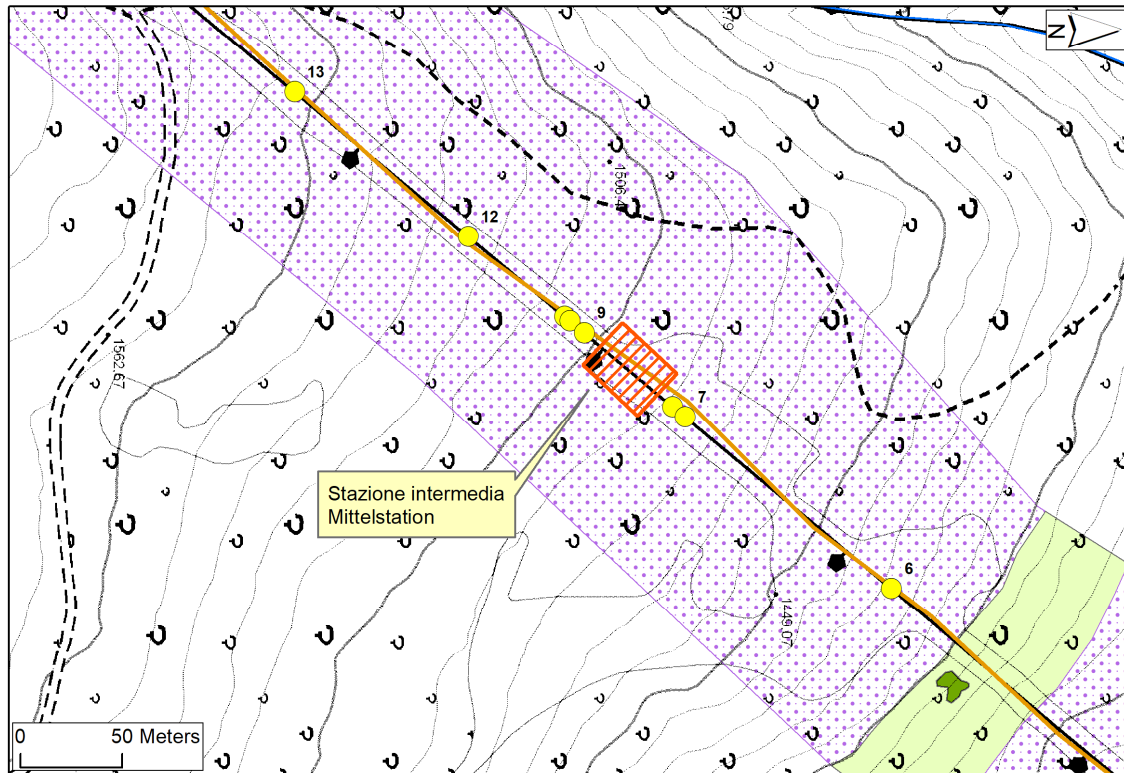 N
13
1506.4
12
9
1562.67
7
Stazione intermedia
Mittelstation
6
1449.07
0 50 Meters